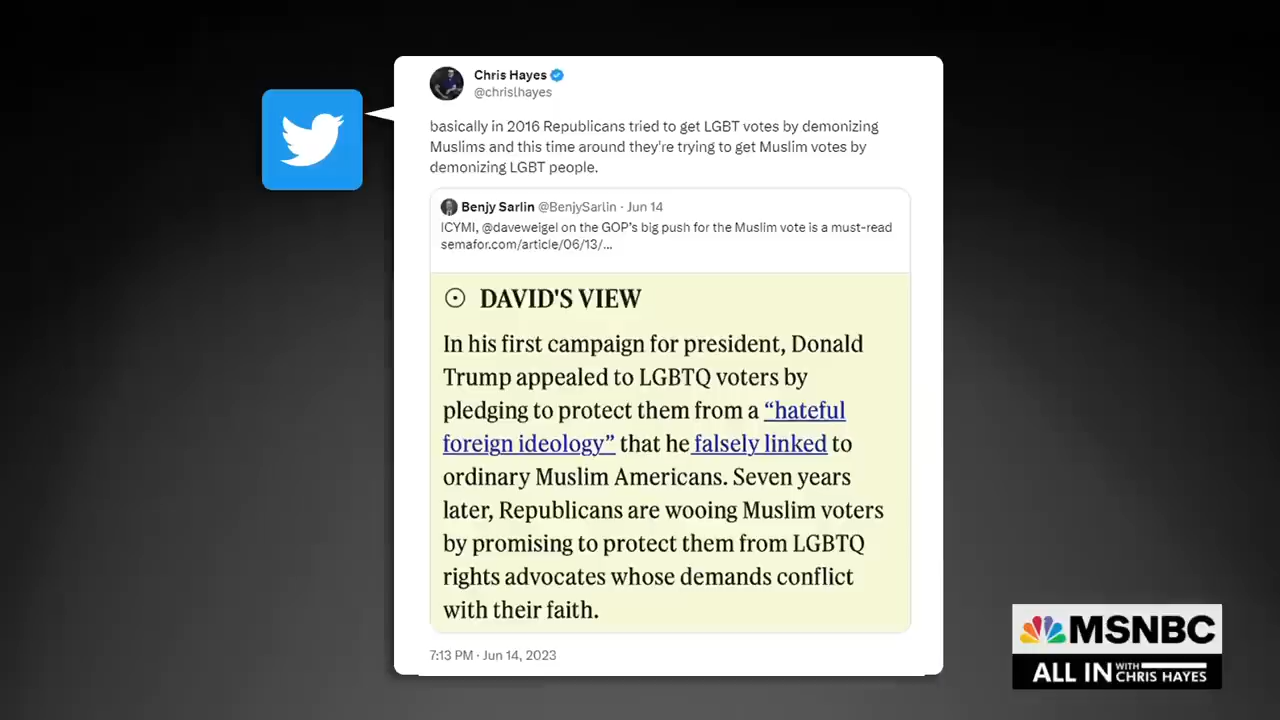 Chris Hayes
@chrislhayes
basically in 2016 Republicans tried to get LGBT votes by demonizing
Muslims and this time around they're trying to get Muslim votes by
demonizing LGBT people.
Benjy Sarlin @BenjySarlin · Jun 14
ICYMI, @daveweigel on the GOP's big push for the Muslim vote is a must-read
semafor.com/article/06/13/...
DAVID'S VIEW
In his first campaign for president, Donald
Trump appealed to LGBTQ voters by
pledging to protect them from a “hateful
foreign ideology” that he falsely linked to
ordinary Muslim Americans. Seven years
later, Republicans are wooing Muslim voters
by promising to protect them from LGBTQ
rights advocates whose demands conflict
with their faith.
7:13 PM · Jun 14, 2023
MSNBC
ALL IN WITH CHRIS HAYES